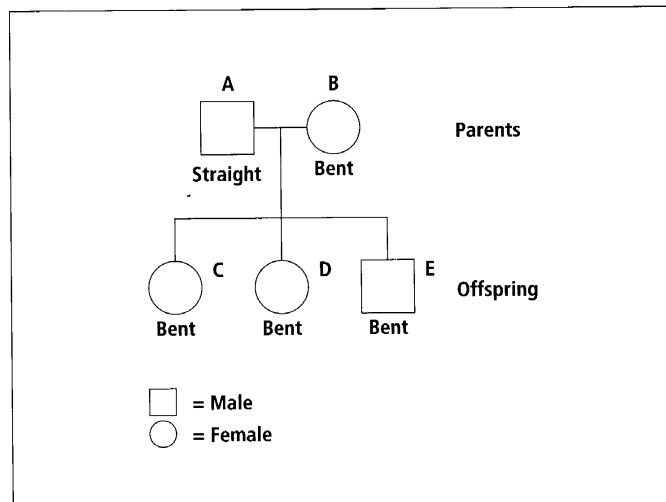 A B
Parents
Straight Bent
C D E
Offspring
Bent Bent Bent
= Male
= Female